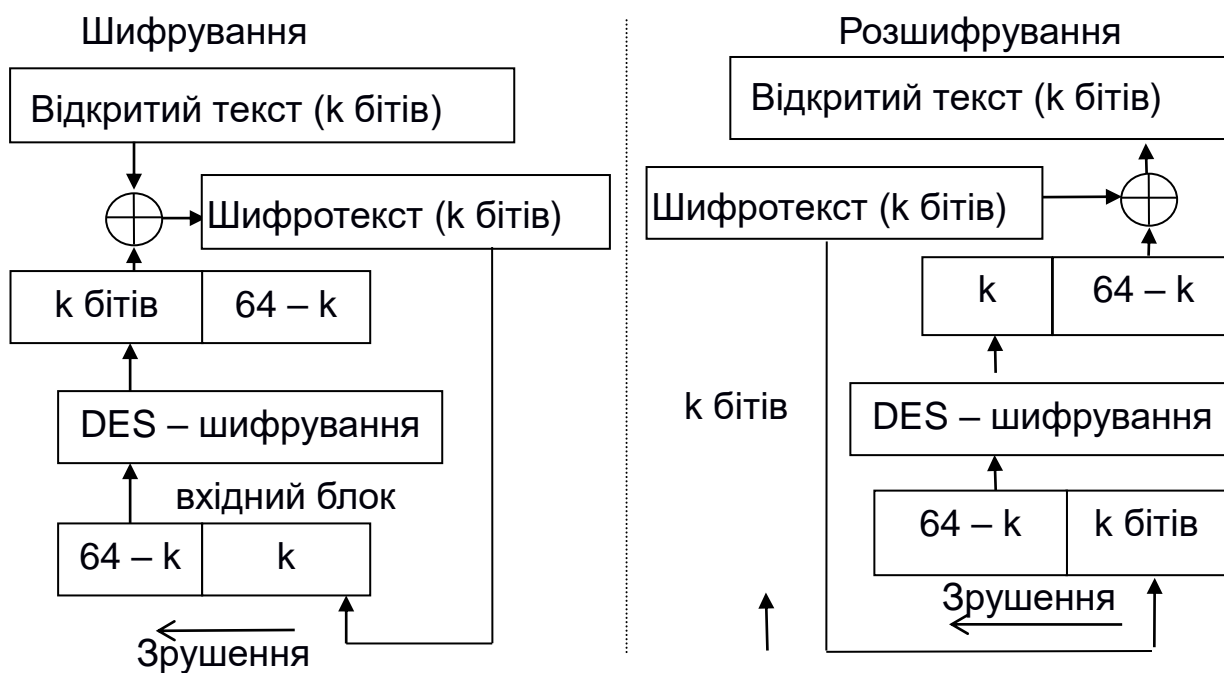 Шифрування
Відкритий текст (k бітів)
Шифротекст (k бітів)
k бітів
64 – k
DES – шифрування
вхідний блок
64 – k
k
Зрушення
Розшифрування
Відкритий текст (k бітів)
Шифротекст (k бітів)
k
64 – k
k бітів
DES – шифрування
64 – k
k бітів
Зрушення